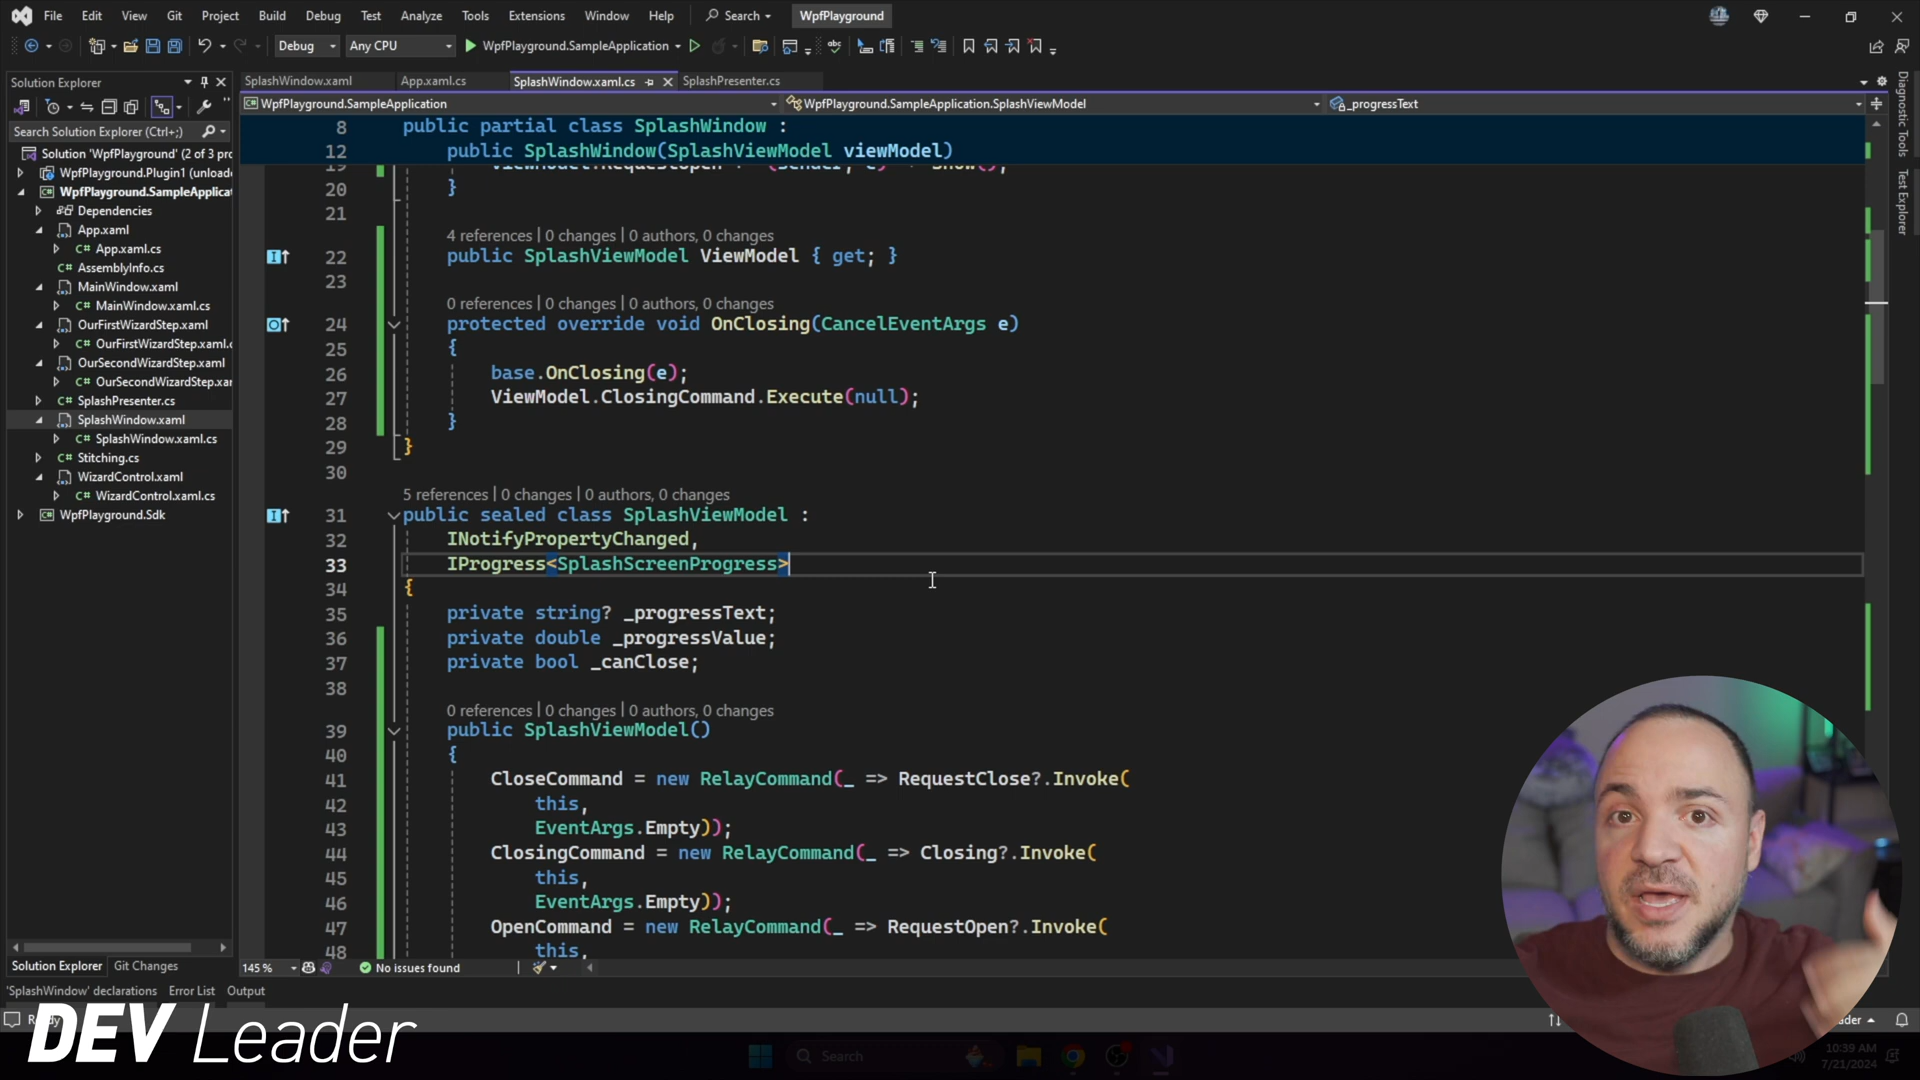 File Edit View Git Project Build Debug Test Analyze Tools Extensions Window Help Search WpfPlayground
Debug Any CPU WpfPlayground.SampleApplication
Solution Explorer
Search Solution Explorer (Ctrl+;)
Solution 'WpfPlayground' (2 of 3 pro
WpfPlayground.Plugin1 (unload
WpfPlayground.SampleApplica
Dependencies
App.xaml
C# App.xaml.cs
C# AssemblyInfo.cs
MainWindow.xaml
C# MainWindow.xaml.cs
OurFirstWizardStep.xaml
C# OurFirstWizardStep.xaml.c
OurSecondWizardStep.xaml
C# OurSecondWizardStep.xar
C# SplashPresenter.cs
SplashWindow.xaml
C# SplashWindow.xaml.cs
C# Stitching.cs
WizardControl.xaml
C# WizardControl.xaml.cs
WpfPlayground.Sdk
Solution Explorer Git Changes
SplashWindow.xaml App.xaml.cs SplashWindow.xaml.cs SplashPresenter.cs
WpfPlayground.SampleApplication WpfPlayground.SampleApplication.SplashViewModel _progressText
8 public partial class SplashWindow :
12 public SplashWindow(SplashViewModel viewModel)
20 }
21
4 references | 0 changes | 0 authors, 0 changes
22 public SplashViewModel ViewModel { get; }
23
0 references | 0 changes | 0 authors, 0 changes
24 protected override void OnClosing(CancelEventArgs e)
25 {
26 base.OnClosing(e);
27 ViewModel.ClosingCommand.Execute(null);
28 }
29 }
30
5 references | 0 changes | 0 authors, 0 changes
31 public sealed class SplashViewModel :
32 INotifyPropertyChanged,
33 IProgress<SplashScreenProgress>
34 {
35 private string? _progressText;
36 private double _progressValue;
37 private bool _canClose;
38
0 references | 0 changes | 0 authors, 0 changes
39 public SplashViewModel()
40 {
41 CloseCommand = new RelayCommand(_ => RequestClose?.Invoke(
42 this,
43 EventArgs.Empty));
44 ClosingCommand = new RelayCommand(_ => Closing?.Invoke(
45 this,
46 EventArgs.Empty));
47 OpenCommand = new RelayCommand(_ => RequestOpen?.Invoke(
48 this,
145 % No issues found
'SplashWindow' declarations Error List Output
Diagnostic Tools
Test Explorer
DEV Leader
Search
10:39 AM
7/21/2024